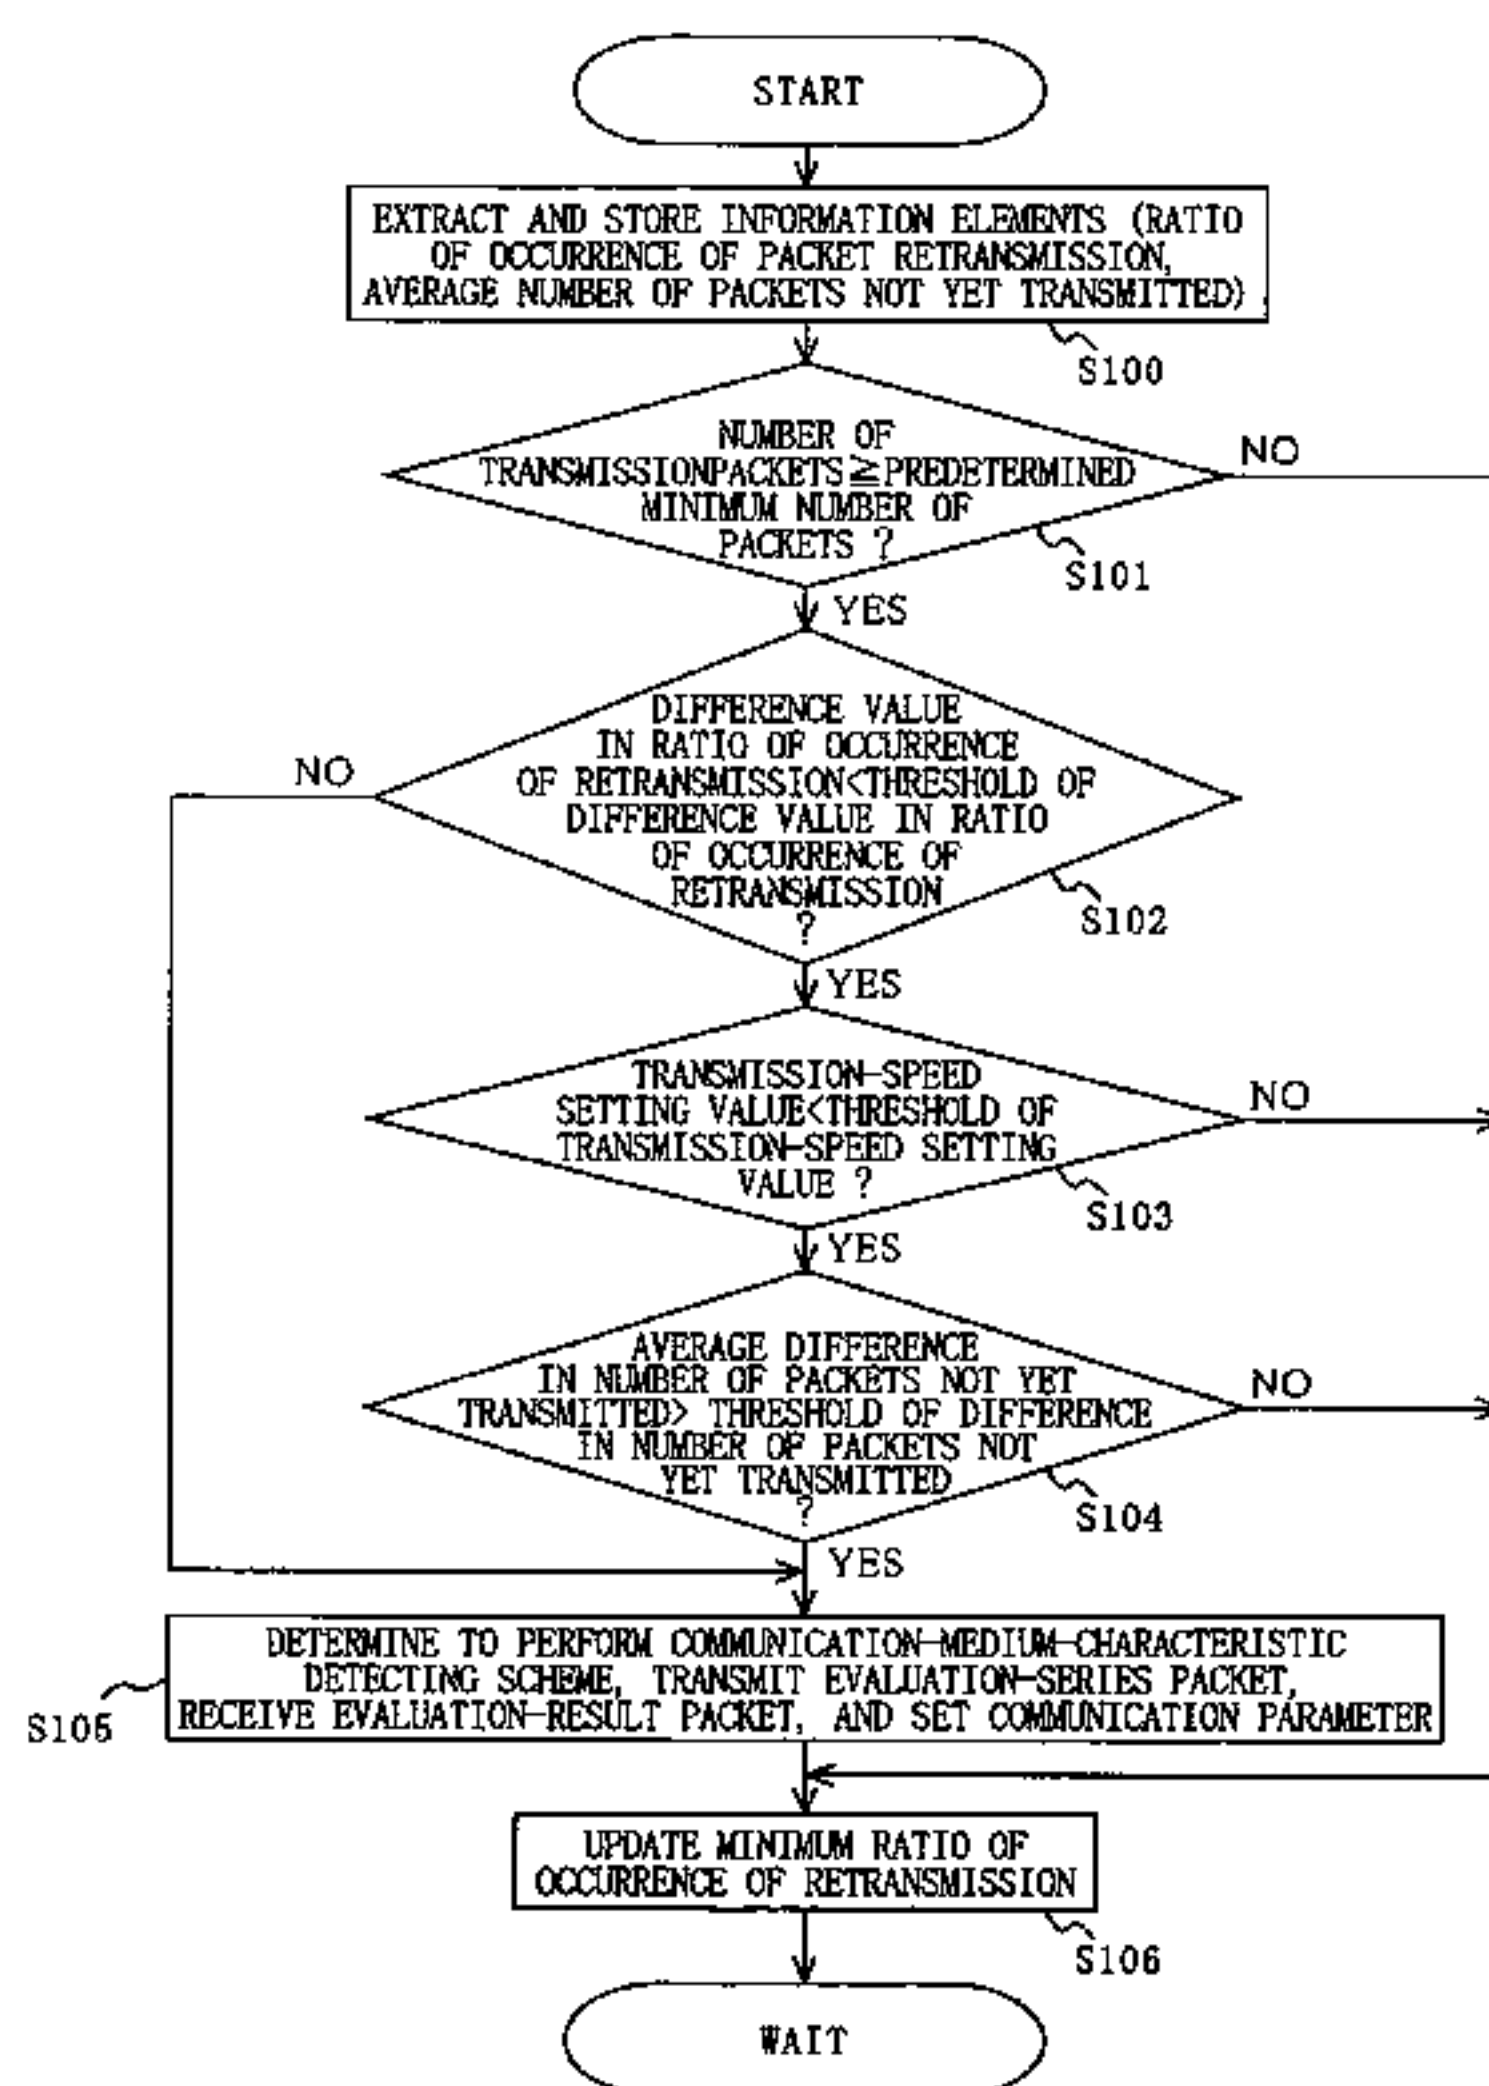 START
EXTRACT AND STORE INFORMATION ELEMENTS (RATIO
OF OCCURRENCE OF PACKET RETRANSMISSION,
AVERAGE NUMBER OF PACKETS NOT YET TRANSMITTED)
S100
NUMBER OF
TRANSMISSIONPACKETS≧PREDETERMINED
MINIMUM NUMBER OF
PACKETS ?
NO
S101
YES
DIFFERENCE VALUE
IN RATIO OF OCCURRENCE
OF RETRANSMISSION<THRESHOLD OF
DIFFERENCE VALUE IN RATIO
OF OCCURRENCE OF
RETRANSMISSION
?
NO
S102
YES
TRANSMISSION-SPEED
SETTING VALUE<THRESHOLD OF
TRANSMISSION-SPEED SETTING
VALUE ?
NO
S103
YES
AVERAGE DIFFERENCE
IN NUMBER OF PACKETS NOT YET
TRANSMITTED> THRESHOLD OF DIFFERENCE
IN NUMBER OF PACKETS NOT
YET TRANSMITTED
?
NO
S104
YES
DETERMINE TO PERFORM COMMUNICATION-MEDIUM-CHARACTERISTIC
DETECTING SCHEME, TRANSMIT EVALUATION-SERIES PACKET,
RECEIVE EVALUATION-RESULT PACKET, AND SET COMMUNICATION PARAMETER
S105
UPDATE MINIMUM RATIO OF
OCCURRENCE OF RETRANSMISSION
S106
WAIT